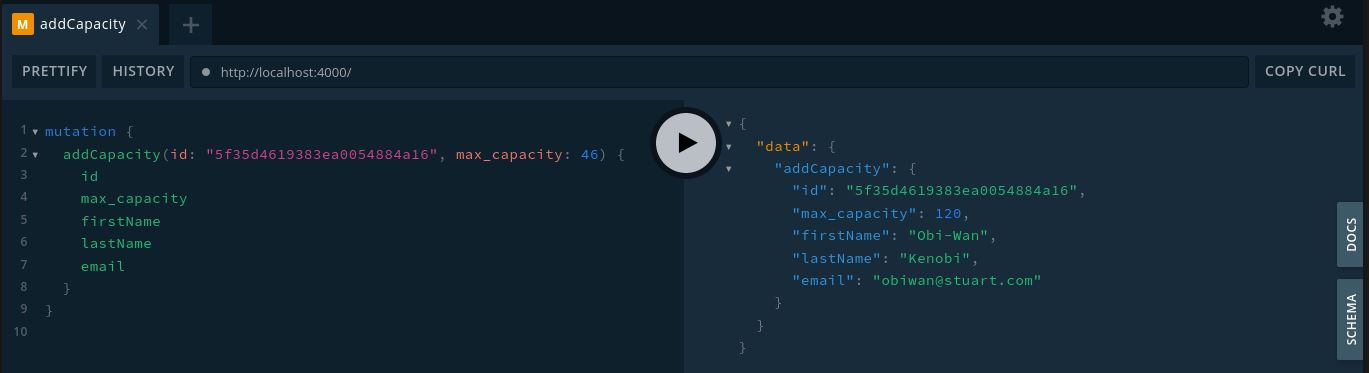 M addCapacity × +
PRETTIFY HISTORY http://localhost:4000/ COPY CURL
1 mutation {
2 addCapacity(id: "5f35d4619383ea0054884a16", max_capacity: 46) {
3 id
4 max_capacity
5 firstName
6 lastName
7 email
8 }
9 }
10
{
"data": {
"addCapacity": {
"id": "5f35d4619383ea0054884a16",
"max_capacity": 120,
"firstName": "Obi-Wan",
"lastName": "Kenobi",
"email": "obiwan@stuart.com"
}
}
}
DOCS
SCHEMA